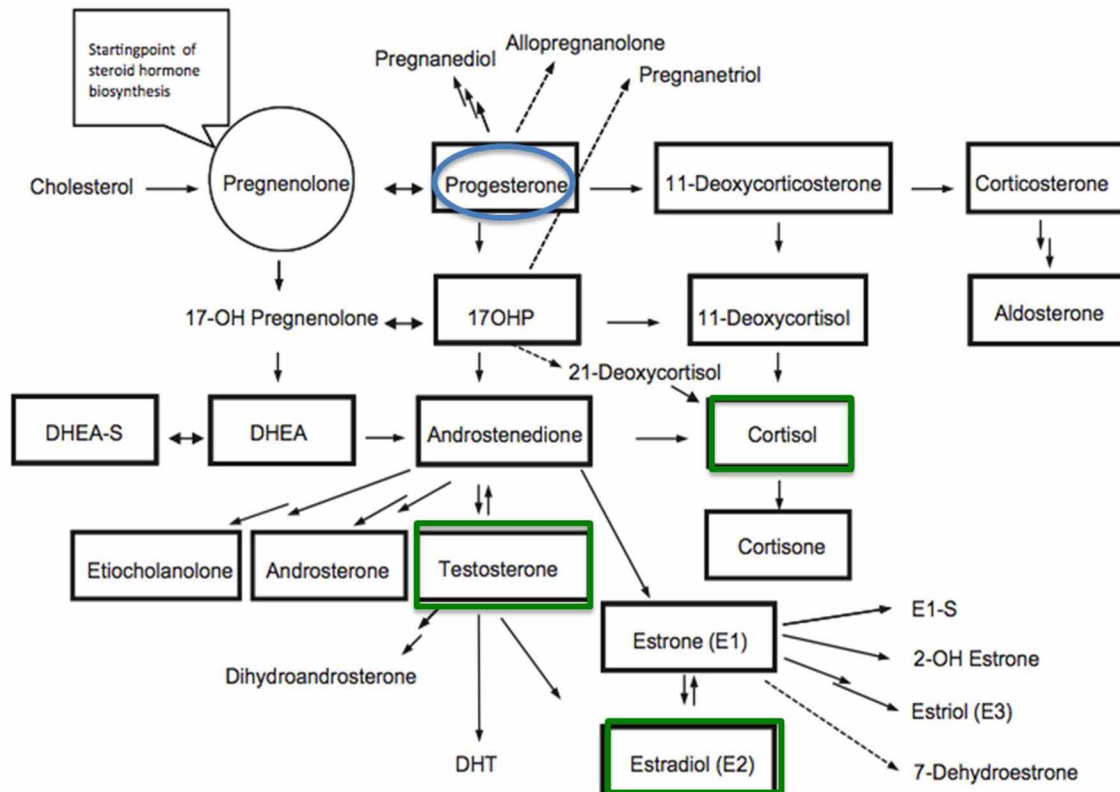 Startingpoint of
steroid hormone
biosynthesis
Pregnanediol
Allopregnanolone
Pregnanetriol
Cholesterol
Pregnenolone
Progesterone
11-Deoxycorticosterone
Corticosterone
17-OH Pregnenolone
17OHP
11-Deoxycortisol
Aldosterone
21-Deoxycortisol
DHEA-S
DHEA
Androstenedione
Cortisol
Etiocholanolone
Androsterone
Testosterone
Cortisone
Dihydroandrosterone
Estrone (E1)
E1-S
2-OH Estrone
Estriol (E3)
DHT
Estradiol (E2)
7-Dehydroestrone